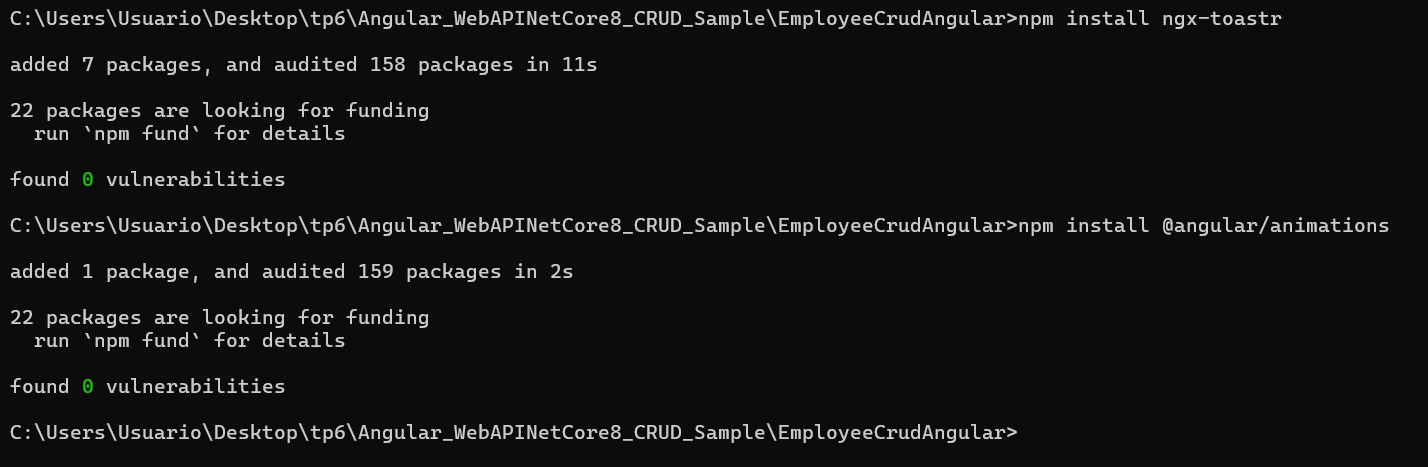 C:\Users\Usuario\Desktop\tp6\Angular_WebAPINetCore8_CRUD_Sample\EmployeeCrudAngular>npm install ngx-toastr
added 7 packages, and audited 158 packages in 11s
22 packages are looking for funding
  run `npm fund` for details
found 0 vulnerabilities
C:\Users\Usuario\Desktop\tp6\Angular_WebAPINetCore8_CRUD_Sample\EmployeeCrudAngular>npm install @angular/animations
added 1 package, and audited 159 packages in 2s
22 packages are looking for funding
  run `npm fund` for details
found 0 vulnerabilities
C:\Users\Usuario\Desktop\tp6\Angular_WebAPINetCore8_CRUD_Sample\EmployeeCrudAngular>